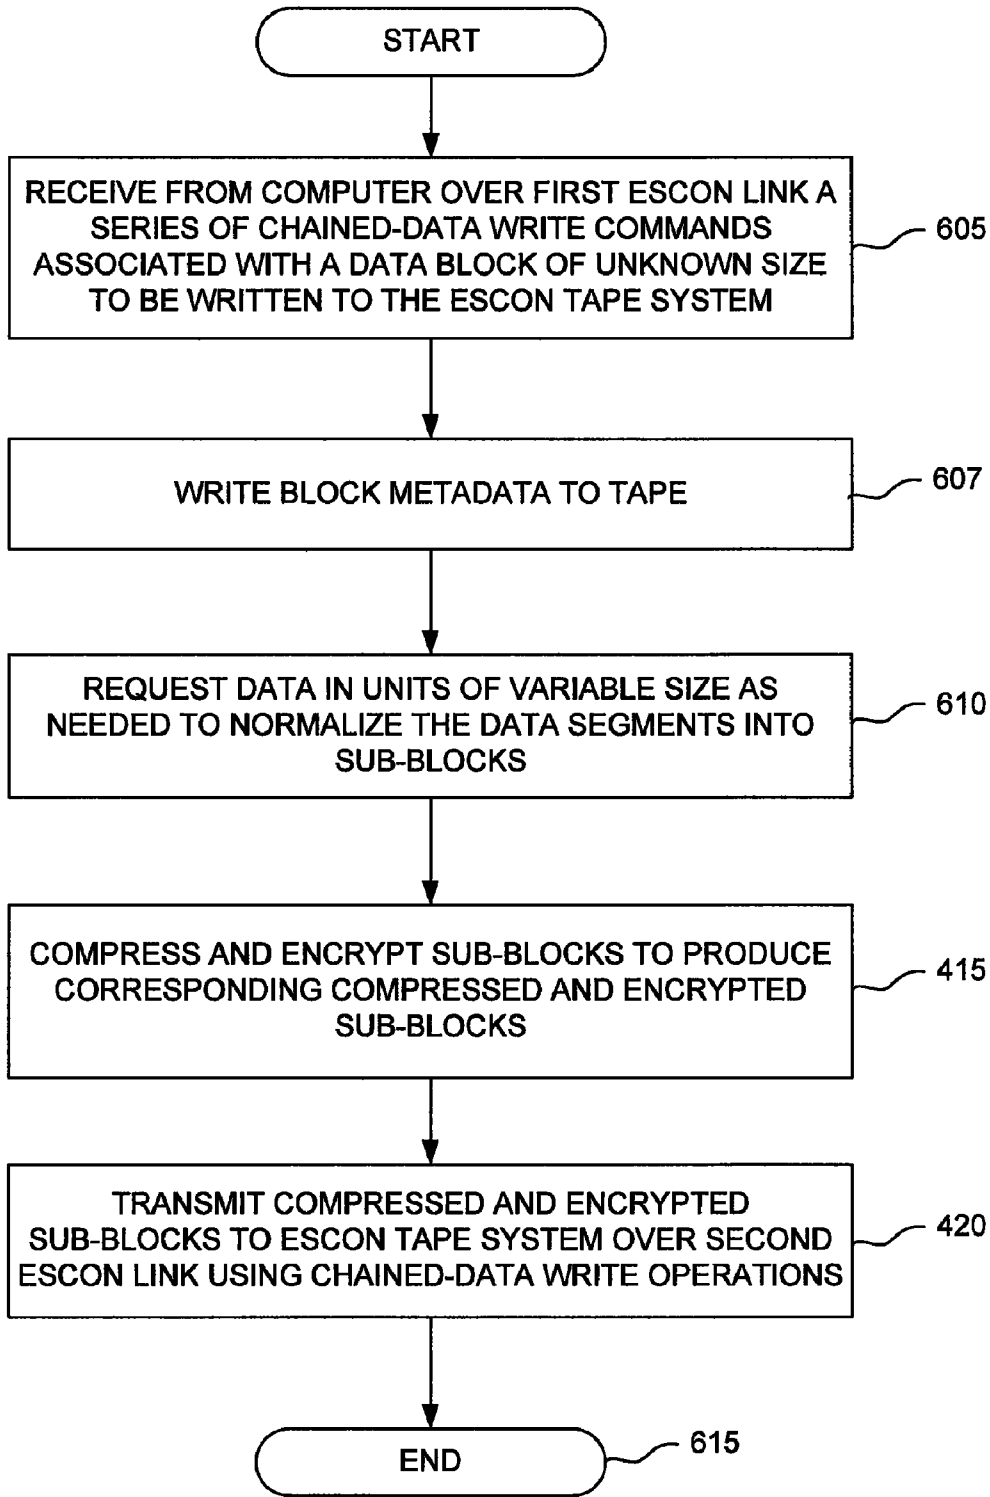 START
RECEIVE FROM COMPUTER OVER FIRST ESCON LINK A
SERIES OF CHAINED-DATA WRITE COMMANDS
ASSOCIATED WITH A DATA BLOCK OF UNKNOWN SIZE
TO BE WRITTEN TO THE ESCON TAPE SYSTEM
605
WRITE BLOCK METADATA TO TAPE
607
REQUEST DATA IN UNITS OF VARIABLE SIZE AS
NEEDED TO NORMALIZE THE DATA SEGMENTS INTO
SUB-BLOCKS
610
COMPRESS AND ENCRYPT SUB-BLOCKS TO PRODUCE
CORRESPONDING COMPRESSED AND ENCRYPTED
SUB-BLOCKS
415
TRANSMIT COMPRESSED AND ENCRYPTED
SUB-BLOCKS TO ESCON TAPE SYSTEM OVER SECOND
ESCON LINK USING CHAINED-DATA WRITE OPERATIONS
420
END
615